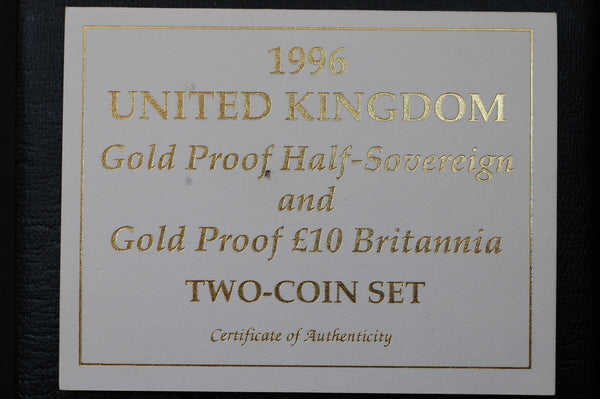 1996
UNITED KINGDOM
Gold Proof Half-Sovereign
and
Gold Proof £10 Britannia
TWO-COIN SET
Certificate of Authenticity